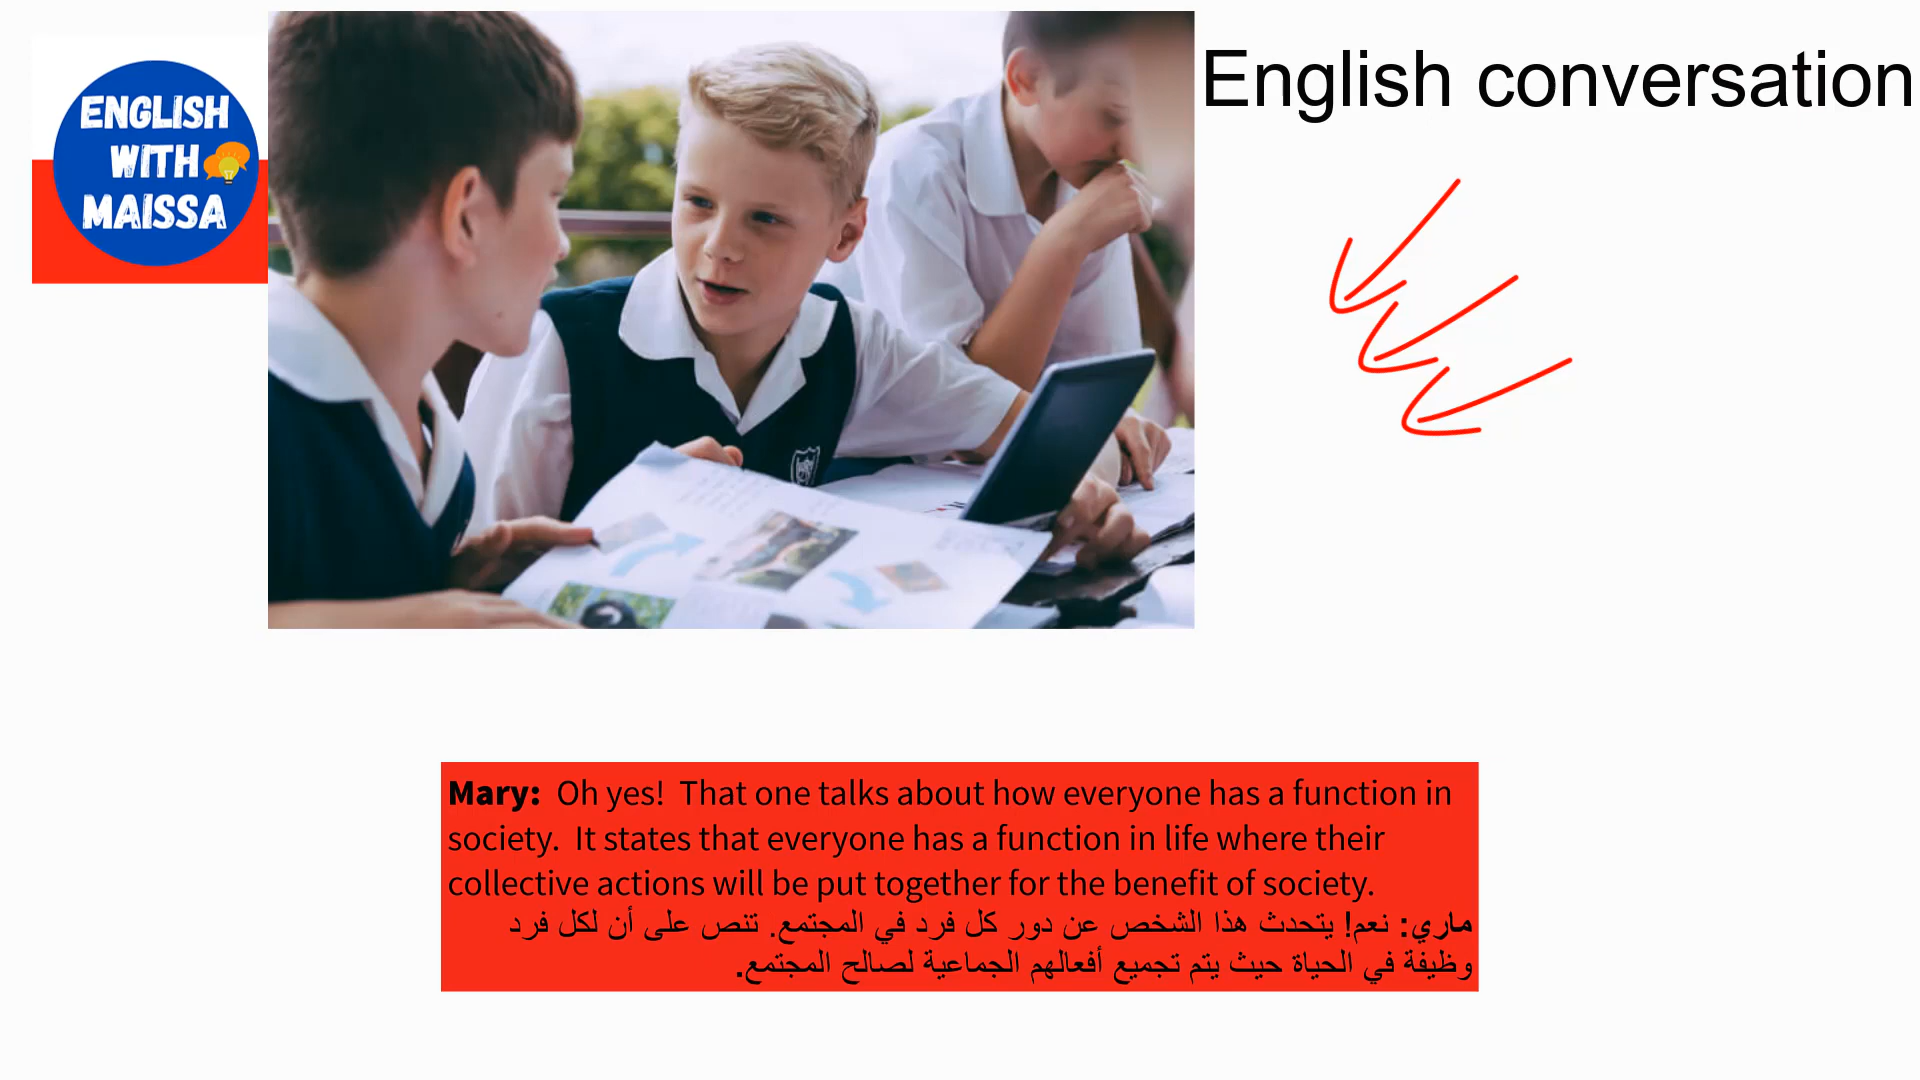 ENGLISH
WITH
MAISSA
English conversation
Mary: Oh yes! That one talks about how everyone has a function in
society. It states that everyone has a function in life where their
collective actions will be put together for the benefit of society.
ماري: نعم! يتحدث هذا الشخص عن دور كل فرد في المجتمع. تنص على أن لكل فرد
وظيفة في الحياة حيث يتم تجميع أفعالهم الجماعية لصالح المجتمع.